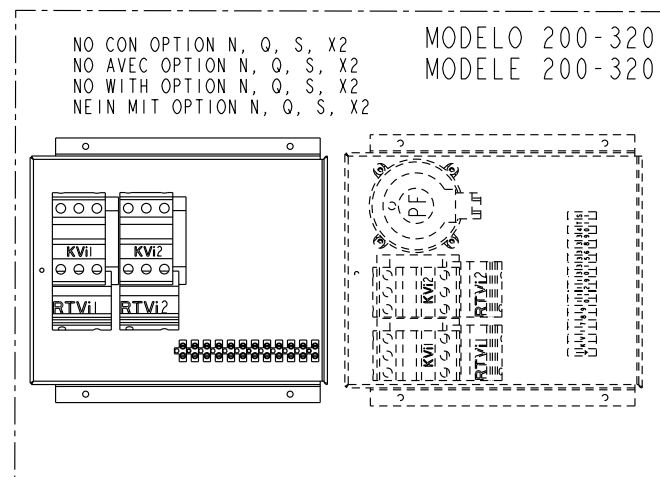 NO CON OPTION N, Q, S, X2
NO AVEC OPTION N, Q, S, X2
NO WITH OPTION N, Q, S, X2
NEIN MIT OPTION N, Q, S, X2
MODELO 200-320
MODELE 200-320
KVi1
KVi2
RTVi1
RTVi2
PF
KVi2
RTVi2
KVi1
RTVi1